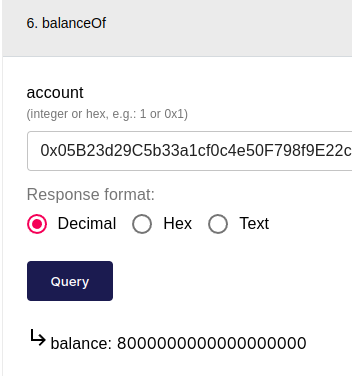 6. balanceOf
account
(integer or hex, e.g.: 1 or 0x1)
0x05B23d29C5b33a1cf0c4e50F798f9E22c
Response format:
Decimal Hex Text
Query
balance: 8000000000000000000